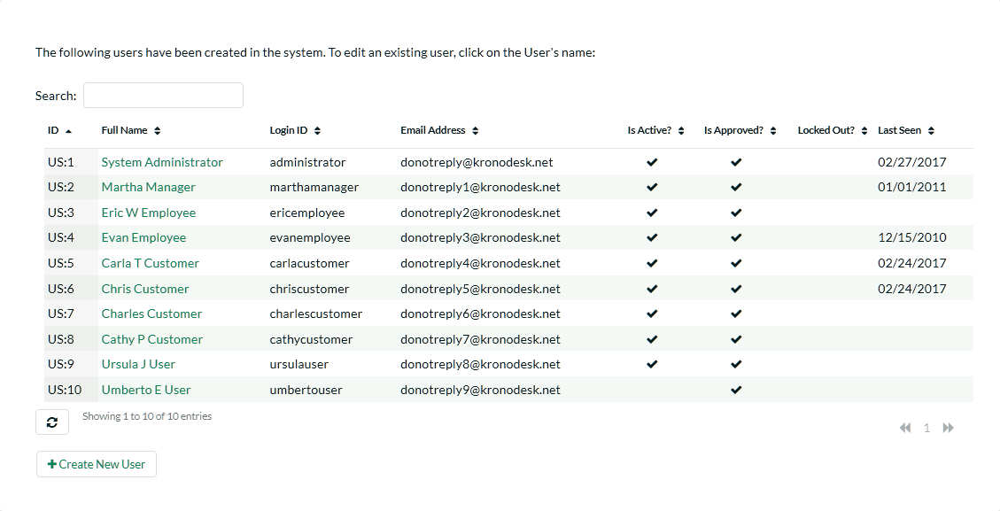 The following users have been created in the system. To edit an existing user, click on the User's name:
Search:
ID Full Name Login ID Email Address Is Active? Is Approved? Locked Out? Last Seen
US:1 System Administrator administrator donotreply@kronodesk.net ✔ ✔ 02/27/2017
US:2 Martha Manager marthamanager donotreply1@kronodesk.net ✔ ✔ 01/01/2011
US:3 Eric W Employee ericemployee donotreply2@kronodesk.net ✔ ✔
US:4 Evan Employee evanemployee donotreply3@kronodesk.net ✔ ✔ 12/15/2010
US:5 Carla T Customer carlacustomer donotreply4@kronodesk.net ✔ ✔ 02/24/2017
US:6 Chris Customer chriscustomer donotreply5@kronodesk.net ✔ ✔ 02/24/2017
US:7 Charles Customer charlescustomer donotreply6@kronodesk.net ✔ ✔
US:8 Cathy P Customer cathycustomer donotreply7@kronodesk.net ✔ ✔
US:9 Ursula J User ursulauser donotreply8@kronodesk.net ✔ ✔
US:10 Umberto E User umbertouser donotreply9@kronodesk.net ✔
Showing 1 to 10 of 10 entries
1
Create New User